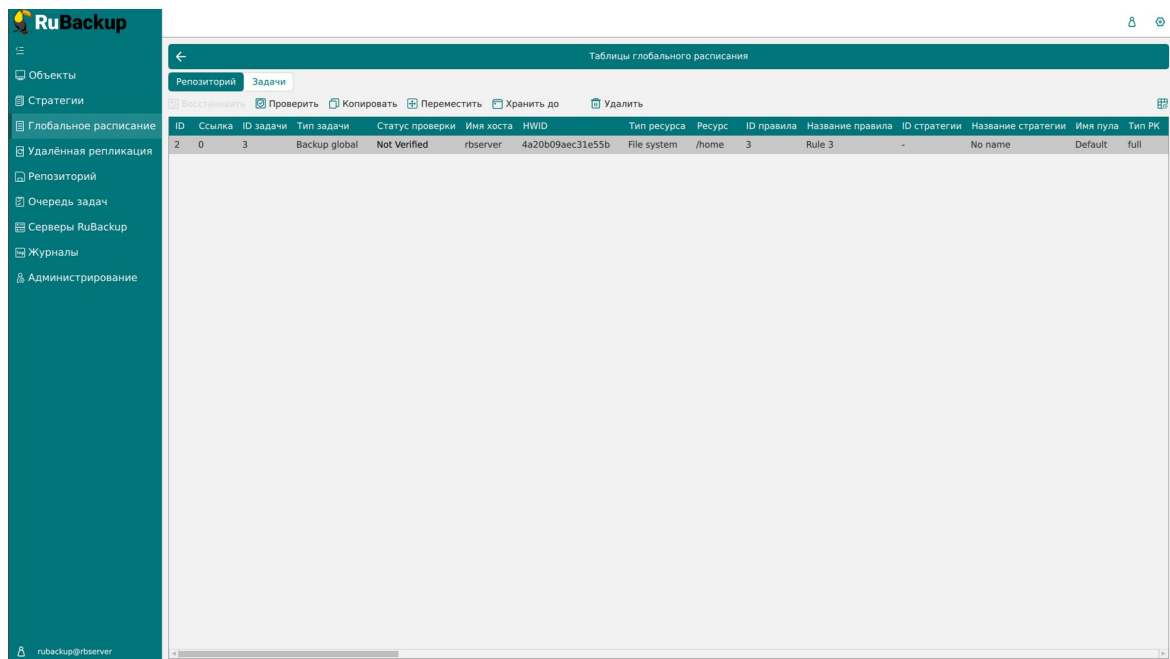 RuBackup
Таблицы глобального расписания
Объекты
Стратегии
Глобальное расписание
Удалённая репликация
Репозиторий
Очередь задач
Серверы RuBackup
Журналы
Администрирование
rubackup@rbserver
Репозиторий Задачи
Восстановить Проверить Копировать Переместить Хранить до Удалить
ID Ссылка ID задачи Тип задачи Статус проверки Имя хоста HWID Тип ресурса Ресурс ID правила Название правила ID стратегии Название стратегии Имя пула Тип РК
2 0 3 Backup global Not Verified rbserver 4a20b09aec31e55b File system /home 3 Rule 3 - No name Default full